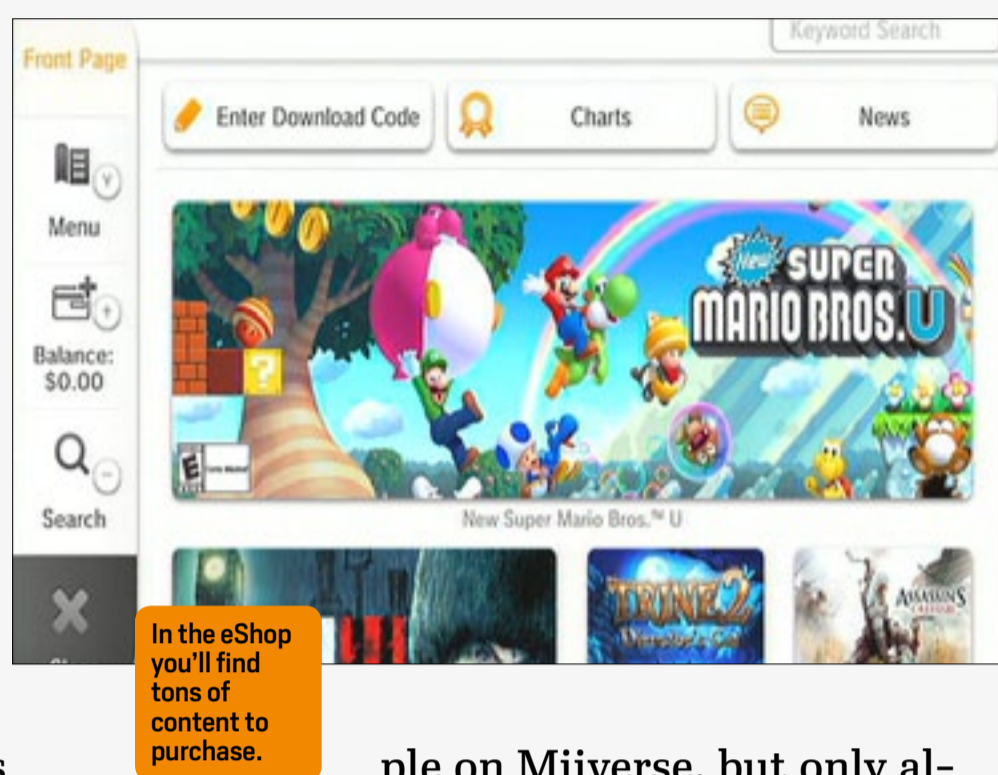 Keyword Search
Front Page
Enter Download Code
Charts
News
Y
Menu
+
Balance:
$0.00
-
Search
New
SUPER
MARIO BROS.U
?
E
New Super Mario Bros.™ U
TRINE 2
ASSASSIN'S
In the eShop
you'll find
tons of
content to
purchase.
ple on Miiverse, but only al-